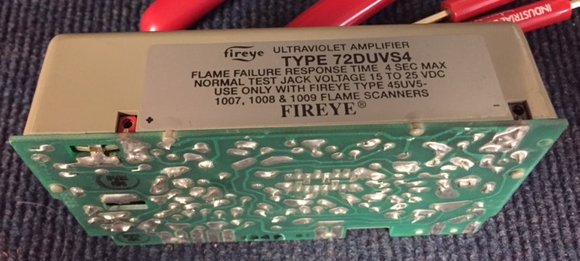 fireye
ULTRAVIOLET AMPLIFIER
TYPE 72DUVS4
FLAME FAILURE RESPONSE TIME 4 SEC MAX
NORMAL TEST JACK VOLTAGE 15 TO 25 VDC
USE ONLY WITH FIREYE TYPE 45UV5-
1007, 1008 & 1009 FLAME SCANNERS
FIREYE®
+
-
INDUSTRIAL